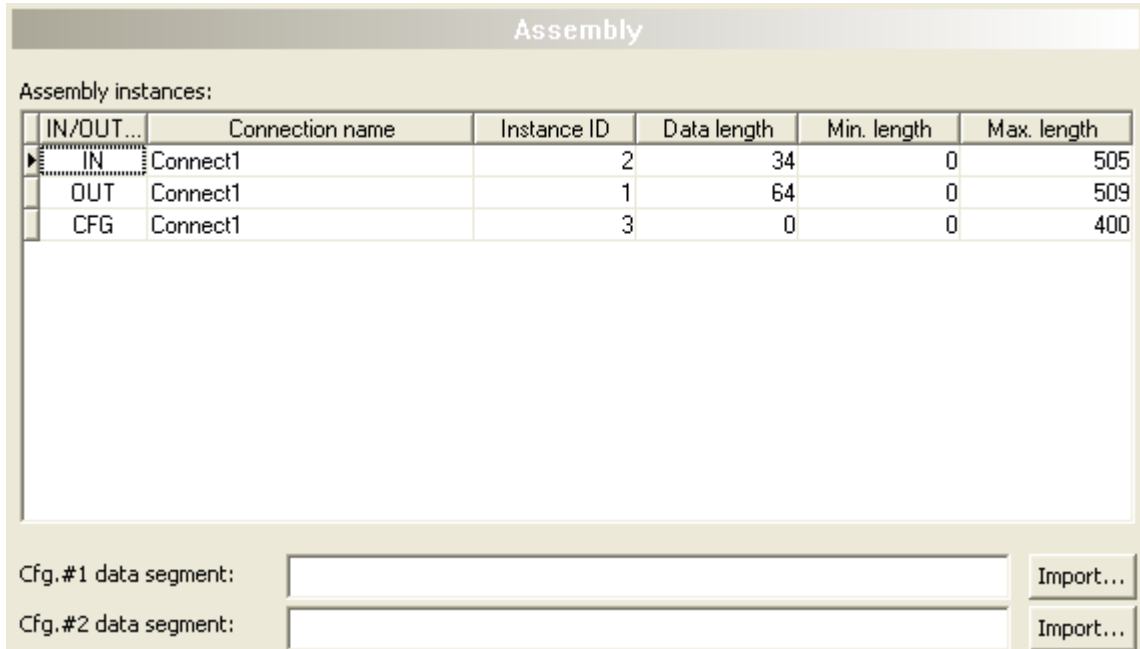 Assembly
Assembly instances:
IN/OUT... Connection name Instance ID Data length Min. length Max. length
IN Connect1 2 34 0 505
OUT Connect1 1 64 0 509
CFG Connect1 3 0 0 400
Cfg.#1 data segment: Import...
Cfg.#2 data segment: Import...